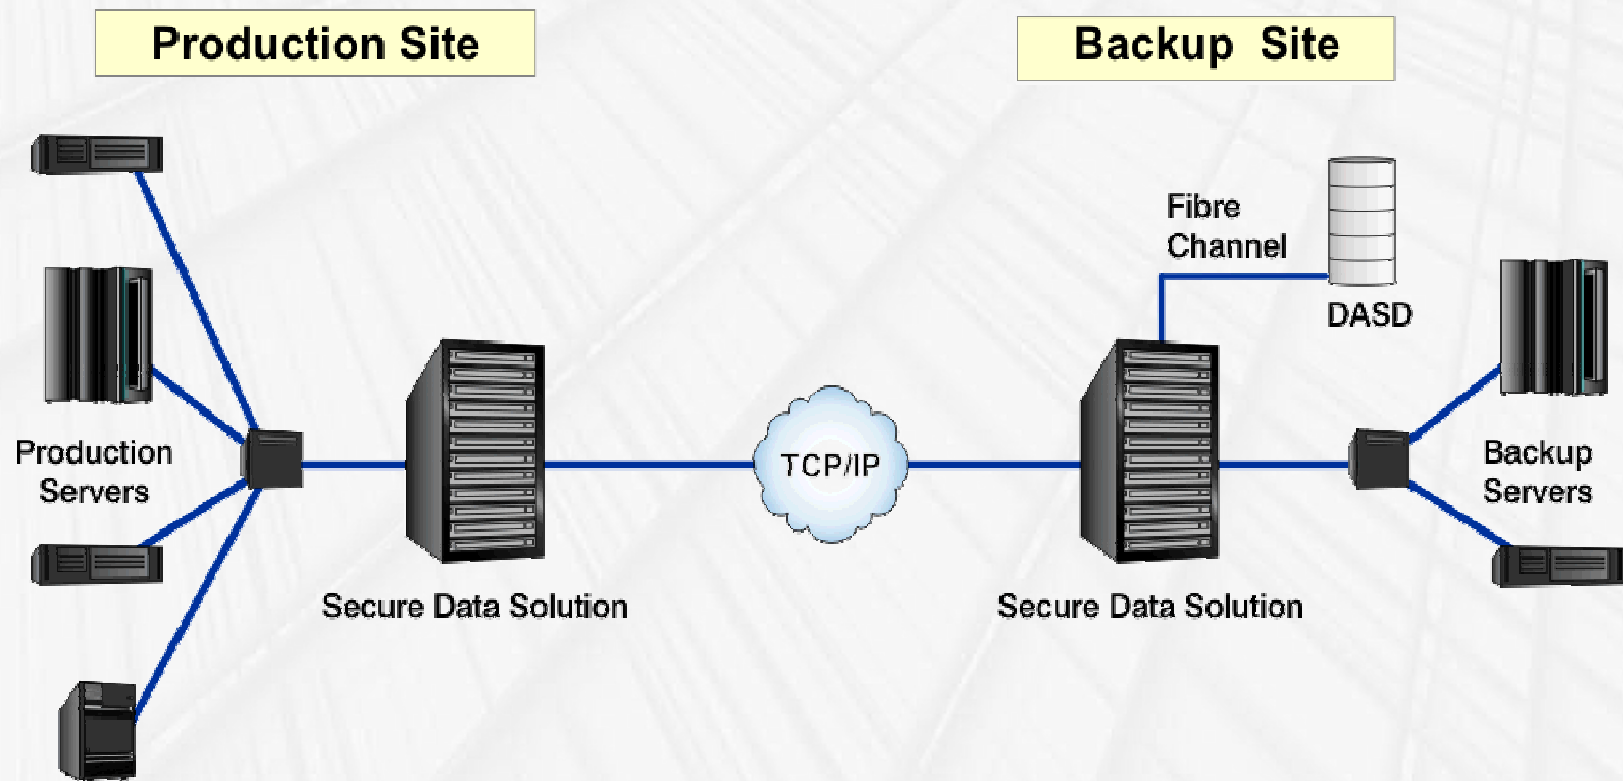 Production Site
Backup Site
Fibre
Channel
DASD
Production
Servers
TCP/IP
Backup
Servers
Secure Data Solution
Secure Data Solution